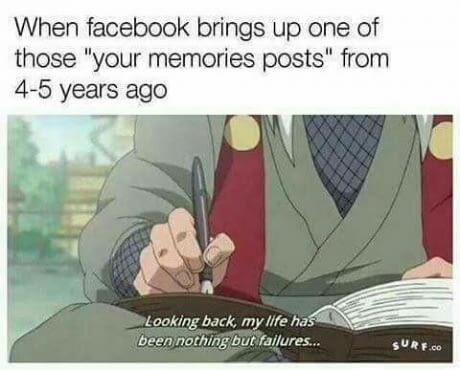 When facebook brings up one of
those "your memories posts" from
4-5 years ago
Looking back, my life has
been nothing but failures...
SURF.co